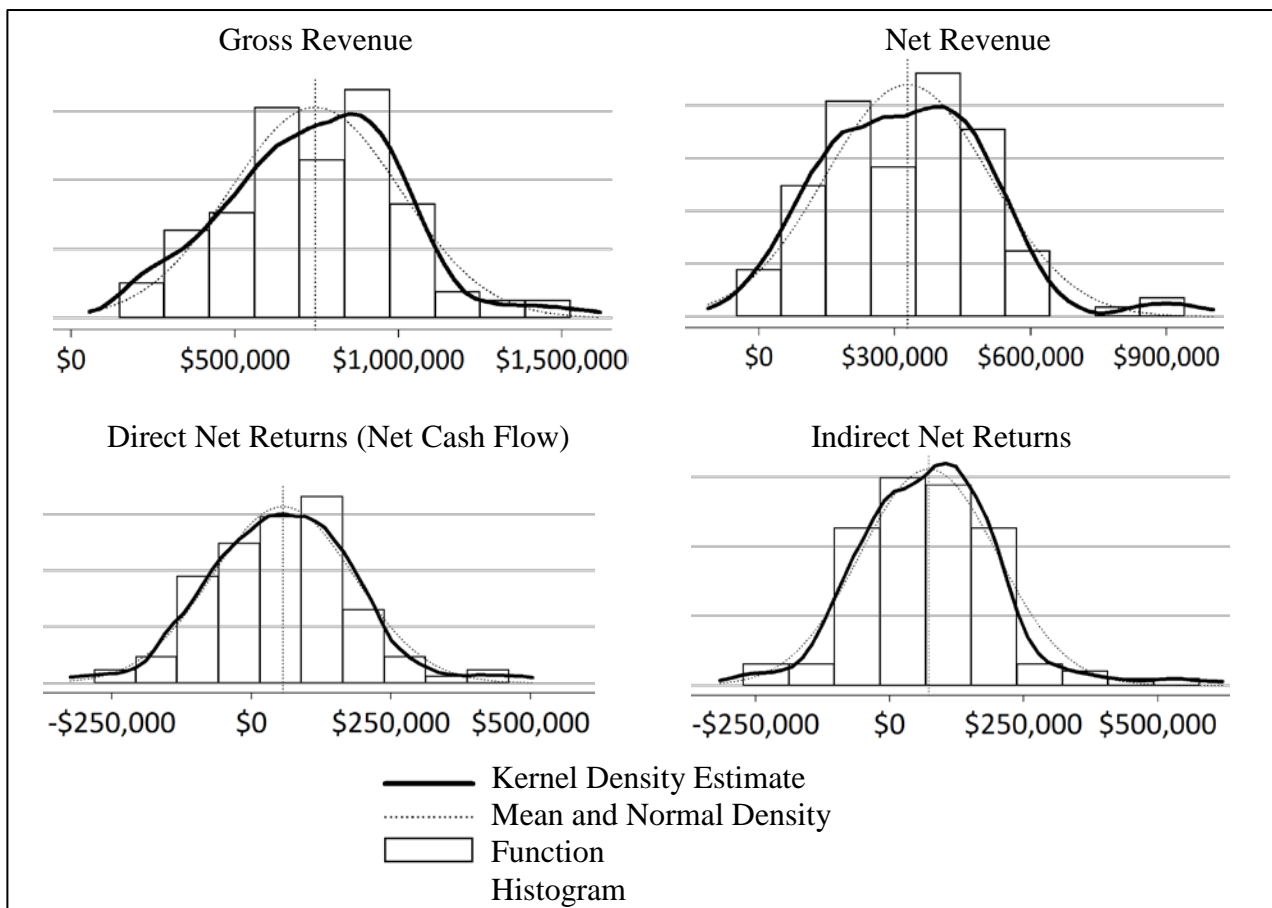 Gross Revenue
Net Revenue
$0 $500,000 $1,000,000 $1,500,000
$0 $300,000 $600,000 $900,000
Direct Net Returns (Net Cash Flow)
Indirect Net Returns
-$250,000 $0 $250,000 $500,000
-$250,000 $0 $250,000 $500,000
Kernel Density Estimate
Mean and Normal Density
Function
Histogram